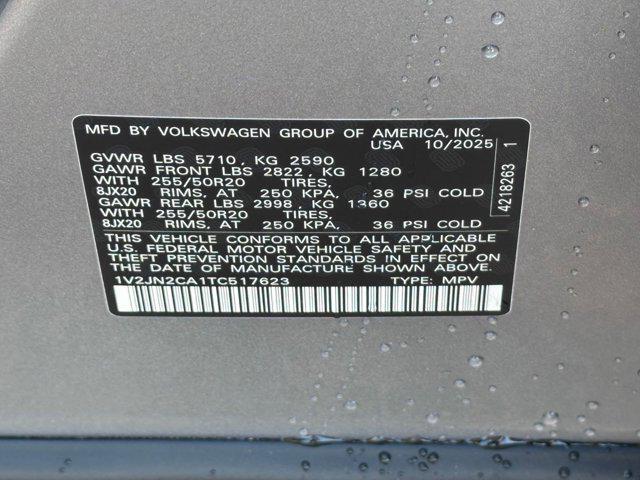 MFD BY VOLKSWAGEN GROUP OF AMERICA, INC.
USA 10/2025
GVWR LBS 5710, KG 2590
GAWR FRONT LBS 2822, KG 1280
WITH 255/50R20 TIRES,
8JX20 RIMS, AT 250 KPA, 36 PSI COLD
GAWR REAR LBS 2998, KG 1360
WITH 255/50R20 TIRES,
8JX20 RIMS, AT 250 KPA, 36 PSI COLD
THIS VEHICLE CONFORMS TO ALL APPLICABLE
U.S. FEDERAL MOTOR VEHICLE SAFETY AND
THEFT PREVENTION STANDARDS IN EFFECT ON
THE DATE OF MANUFACTURE SHOWN ABOVE.
1V2JN2CA1TC517623 TYPE: MPV
4218263 1